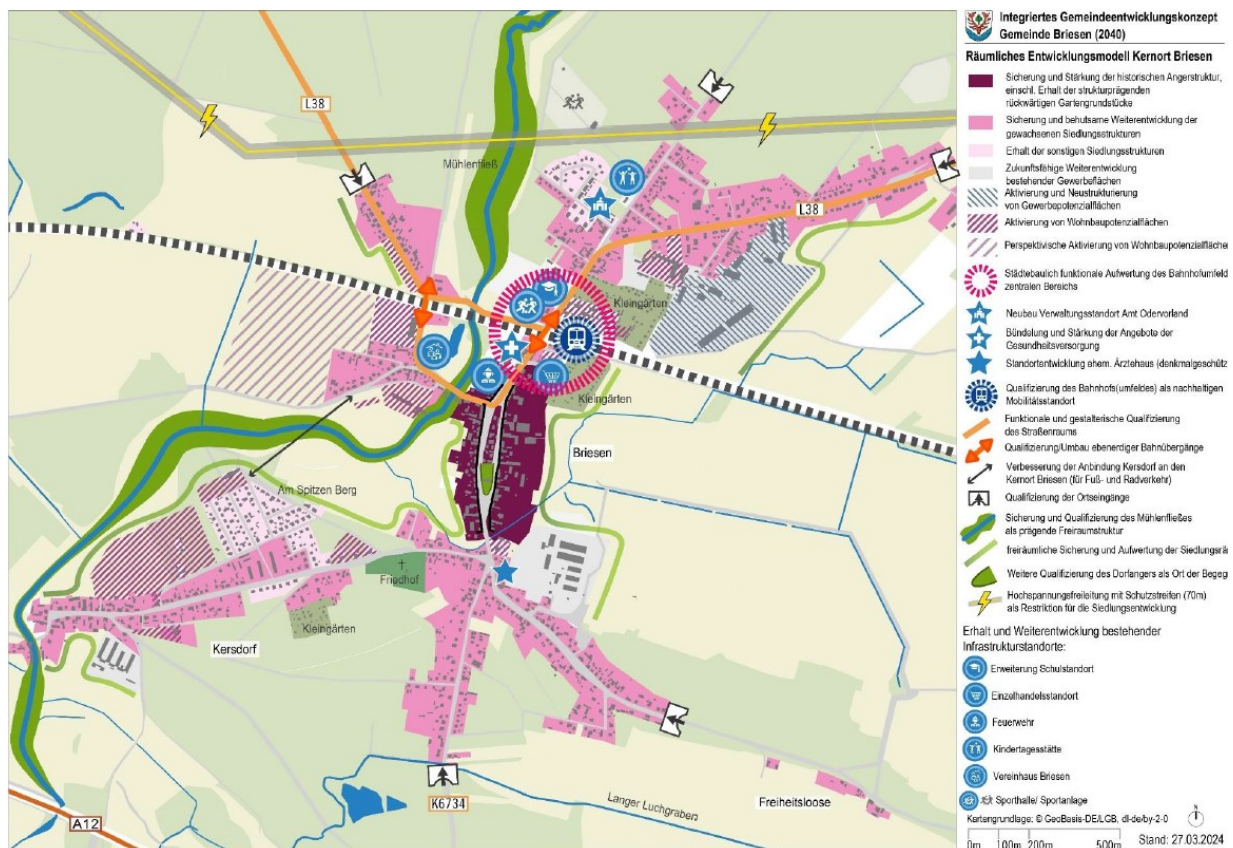 Integriertes Gemeindeentwicklungskonzept
Gemeinde Briesen (2040)
Räumliches Entwicklungsmodell Kernort Briesen
Sicherung und Stärkung der historischen Angerstruktur,
einschl. Erhalt der strukturprägenden
rückwärtigen Gartengrundstücke
Sicherung und behutsame Weiterentwicklung der
gewachsenen Siedlungsstrukturen
Erhalt der sonstigen Siedlungsstrukturen
Zukunftsfähige Weiterentwicklung
bestehender Gewerbeflächen
Aktivierung und Neustrukturierung
von Gewerbepotenzialflächen
Aktivierung von Wohnbaupotenzialflächen
Perspektivische Aktivierung von Wohnbaupotenzialflächen
Städtebaulich funktionale Aufwertung des Bahnhofumfeld
zentralen Bereichs
Neubau Verwaltungsstandort Amt Odervorland
Bündelung und Stärkung der Angebote der
Gesundheitsversorgung
Standortentwicklung ehem. Ärztehaus (denkmalgeschütz
Qualifizierung des Bahnhofs(umfeldes) als nachhaltigen
Mobilitätsstandort
Funktionale und gestalterische Qualifizierung
des Straßenraums
Qualifizierung/Umbau ebenerdiger Bahnübergänge
Verbesserung der Anbindung Kersdorf an den
Kernort Briesen (für Fuß- und Radverkehr)
Qualifizierung der Ortseingänge
Sicherung und Qualifizierung des Mühlenfließes
als prägende Freiraumstruktur
freiräumliche Sicherung und Aufwertung der Siedlungsrä
Weitere Qualifizierung des Dorfangers als Ort der Begeg
Hochspannungsfreileitung mit Schutzstreifen (70m)
als Restriktion für die Siedlungsentwicklung
Erhalt und Weiterentwicklung bestehender
Infrastrukturstandorte:
Erweiterung Schulstandort
Einzelhandelsstandort
Feuerwehr
Kindertagesstätte
Vereinhaus Briesen
Sporthalle/ Sportanlage
Kartengrundlage: © GeoBasis-DE/LGB, dl-de/by-2-0
N
0m 100m 200m 500m
Stand: 27.03.2024
L38
Mühlenfließ
L38
Kleingärten
Kleingärten
Briesen
Am Spitzen Berg
Friedhof
Kleingärten
Kersdorf
K6734
Langer Luchgraben
Freiheitsloose
A12